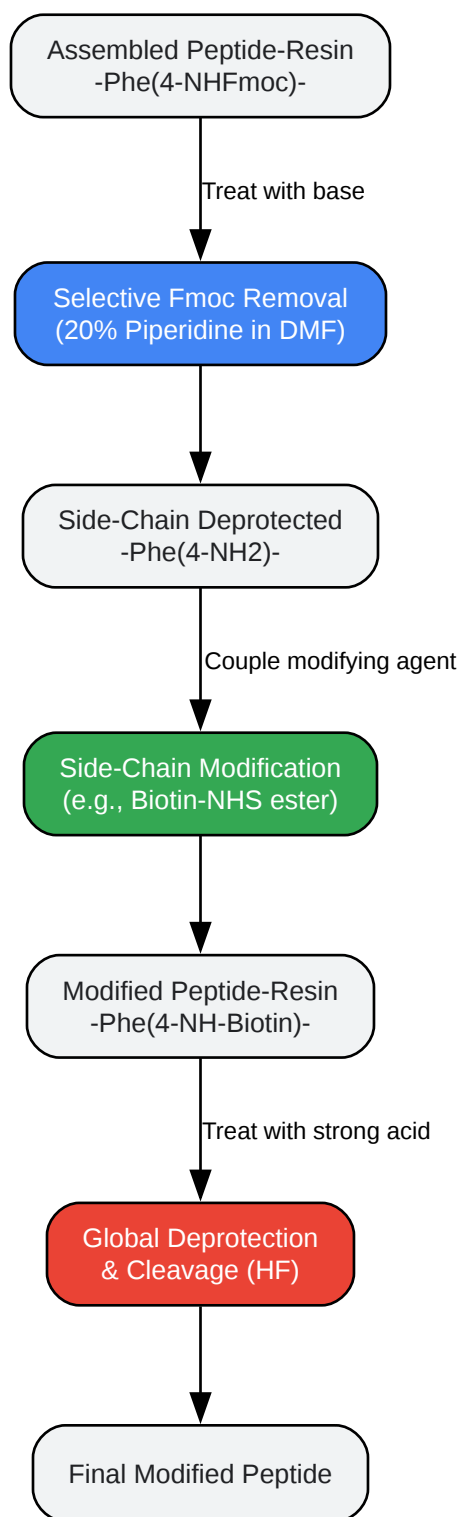 Assembled Peptide-Resin
-Phe(4-NHFmoc)-
Treat with base
Selective Fmoc Removal
(20% Piperidine in DMF)
Side-Chain Deprotected
-Phe(4-NH2)-
Couple modifying agent
Side-Chain Modification
(e.g., Biotin-NHS ester)
Modified Peptide-Resin
-Phe(4-NH-Biotin)-
Treat with strong acid
Global Deprotection
& Cleavage (HF)
Final Modified Peptide